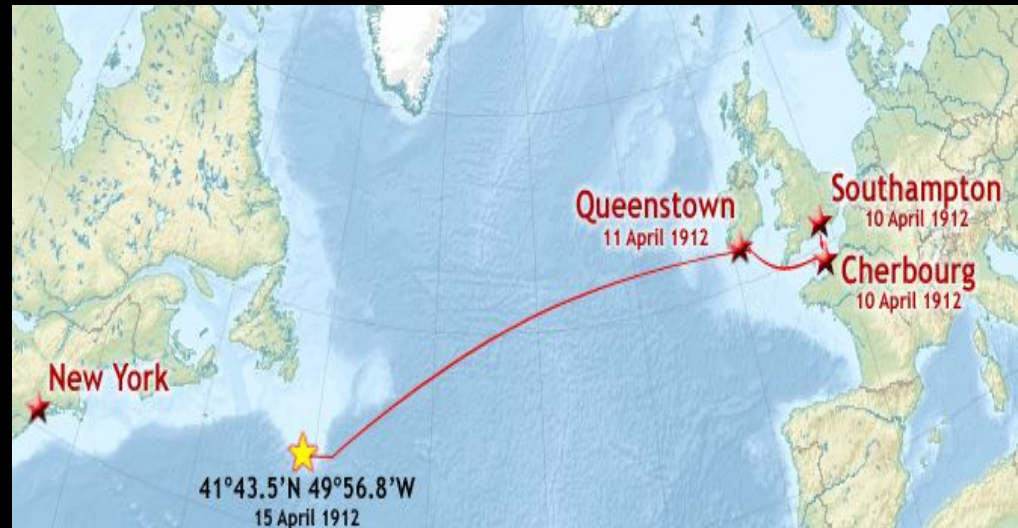 Queenstown
11 April 1912
Southampton
10 April 1912
Cherbourg
10 April 1912
New York
41°43.5’N 49°56.8’W
15 April 1912